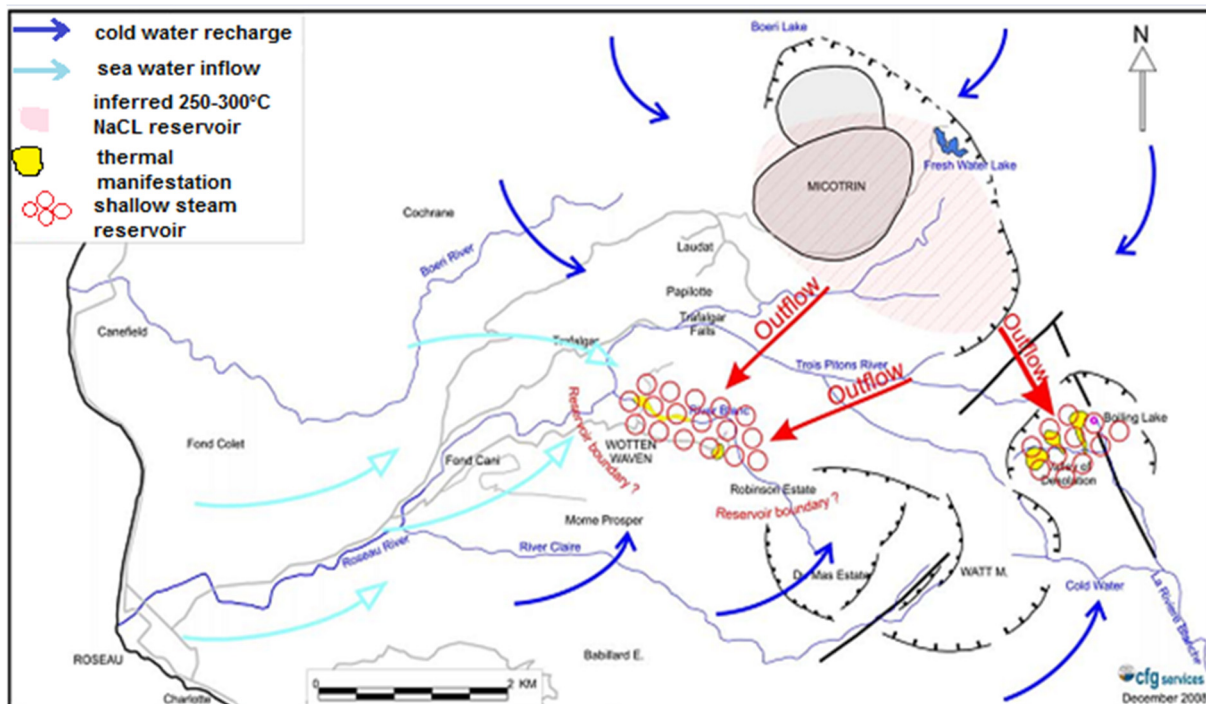 cold water recharge
sea water inflow
inferred 250-300°C
NaCL reservoir
thermal
manifestation
shallow steam
reservoir
Boeri Lake
N
Fresh Water Lake
MICOTRIN
Cochrane
Boeri River
Laudat
Papilotte
Trafalgar
Falls
Canefield
Trafalgar
Outflow
Outflow
Outflow
Trois Pitons River
Boiling Lake
River Blanc
Reservoir boundary ?
WOTTEN
WAVEN
Fond Colet
Fond Cani
Valley of
Desolation
Robinson Estate
Reservoir boundary ?
Morne Prosper
River Claire
Roseau River
Du Mas Estate
WATT M.
Cold Water
La Riviere Blanche
ROSEAU
Babillard E.
Charlotte
0 2 KM
cfg services
December 2008